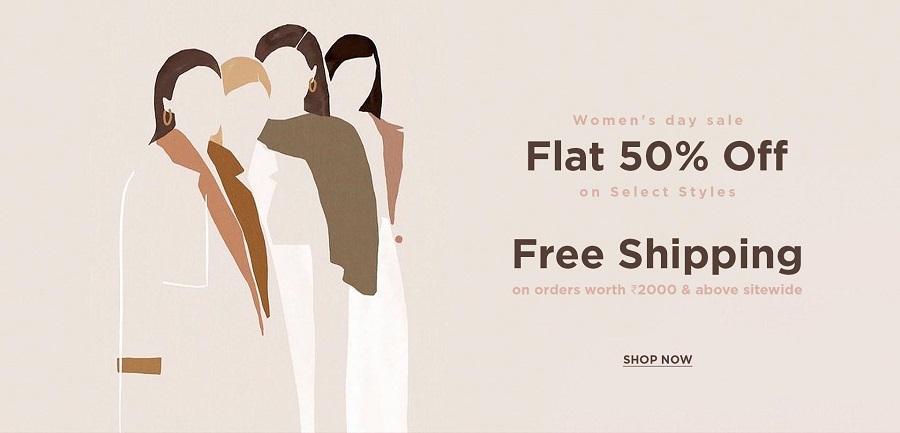 Women's day sale
Flat 50% Off
on Select Styles
Free Shipping
on orders worth ₹2000 & above sitewide
SHOP NOW